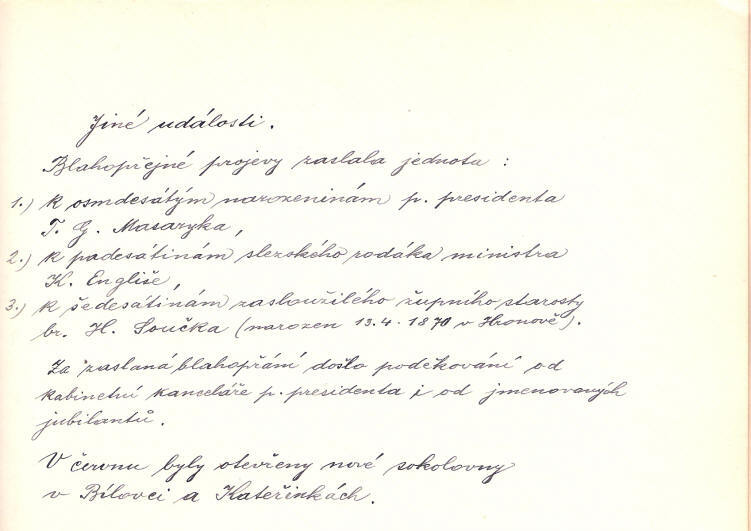 Jiné události.
Blahopřejné projevy zaslala jednota :
1.) k osmdesátým narozeninám p. presidenta
T. G. Masaryka,
2.) k padesátinám slezského rodáka ministra
K. Engliše,
3.) k šedesátinám zasloužilého župního starosty
br. H. Součka (narozen 13.4.1870 v Hronově).
Za zaslaná blahopřání došlo poděkování od
kabinetní kanceláře p. presidenta i od jmenovaných
jubilantů.
V červnu byly otevřeny nové sokolovny
v Bílovci a Kateřinkách.